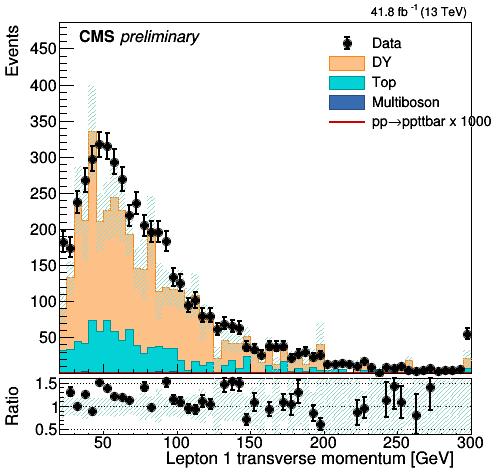 41.8 fb⁻¹ (13 TeV)
CMS preliminary
Events
450
400
350
300
250
200
150
100
50
Data
DY
Top
Multiboson
pp→ppttbar x 1000
Ratio
1.5
1
0.5
50 100 150 200 250 300
Lepton 1 transverse momentum [GeV]